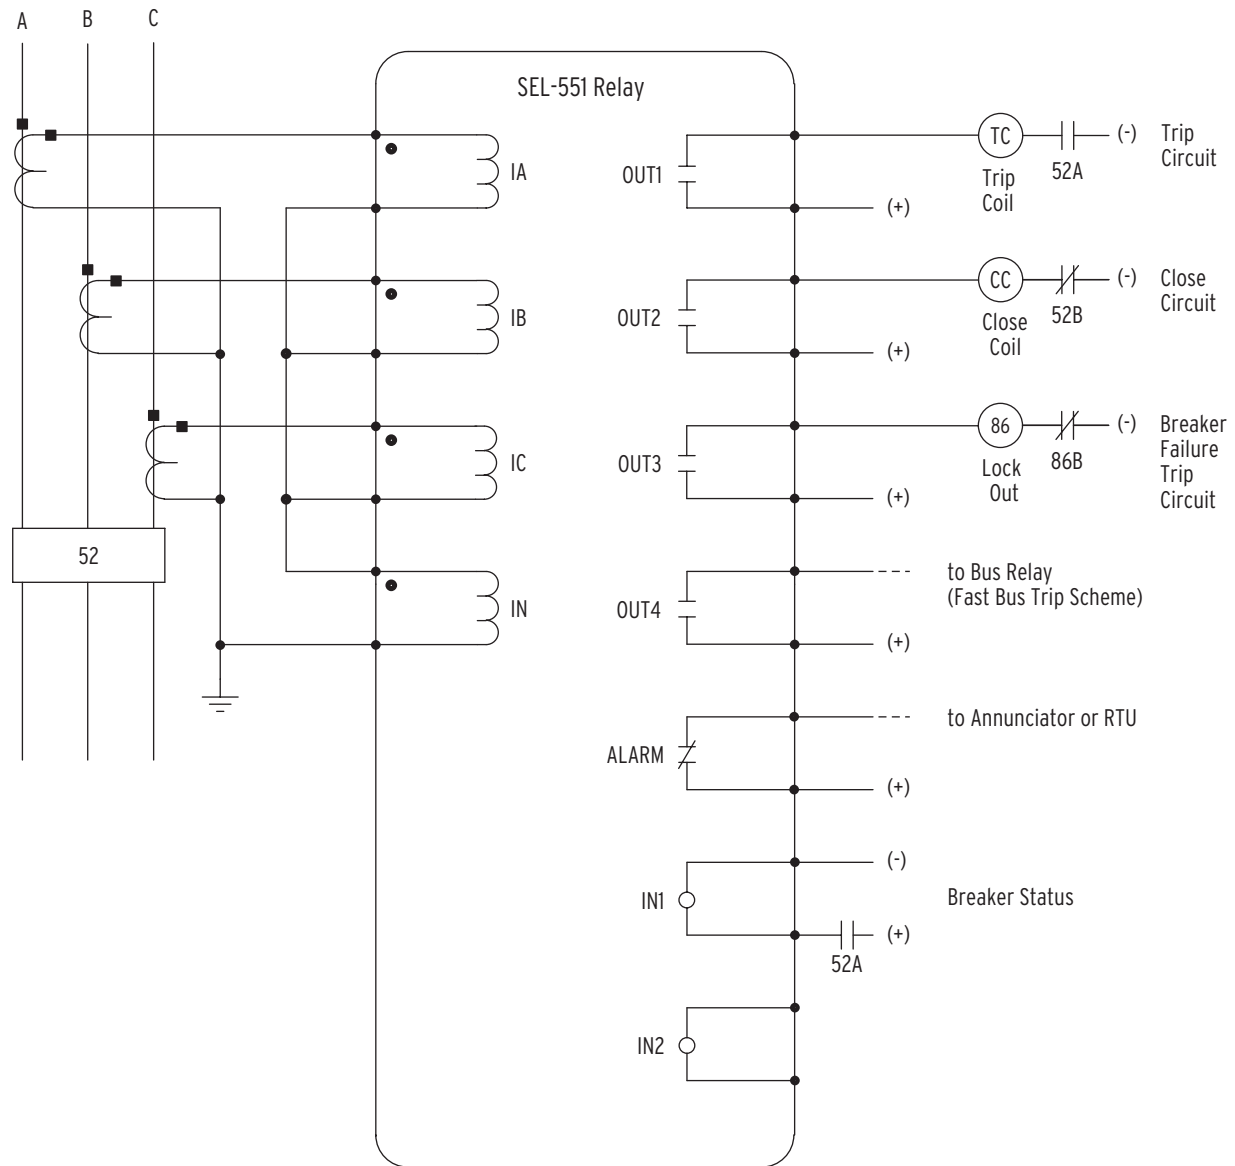 A B C
SEL-551 Relay
IA
OUT1
TC
Trip
Coil
52A
(-)
Trip
Circuit
(+)
IB
OUT2
CC
Close
Coil
52B
(-)
Close
Circuit
(+)
IC
OUT3
86
Lock
Out
86B
(-)
Breaker
Failure
Trip
Circuit
(+)
52
IN
OUT4
to Bus Relay
(Fast Bus Trip Scheme)
(+)
ALARM
to Annunciator or RTU
(+)
IN1
(-)
Breaker Status
(+)
52A
IN2